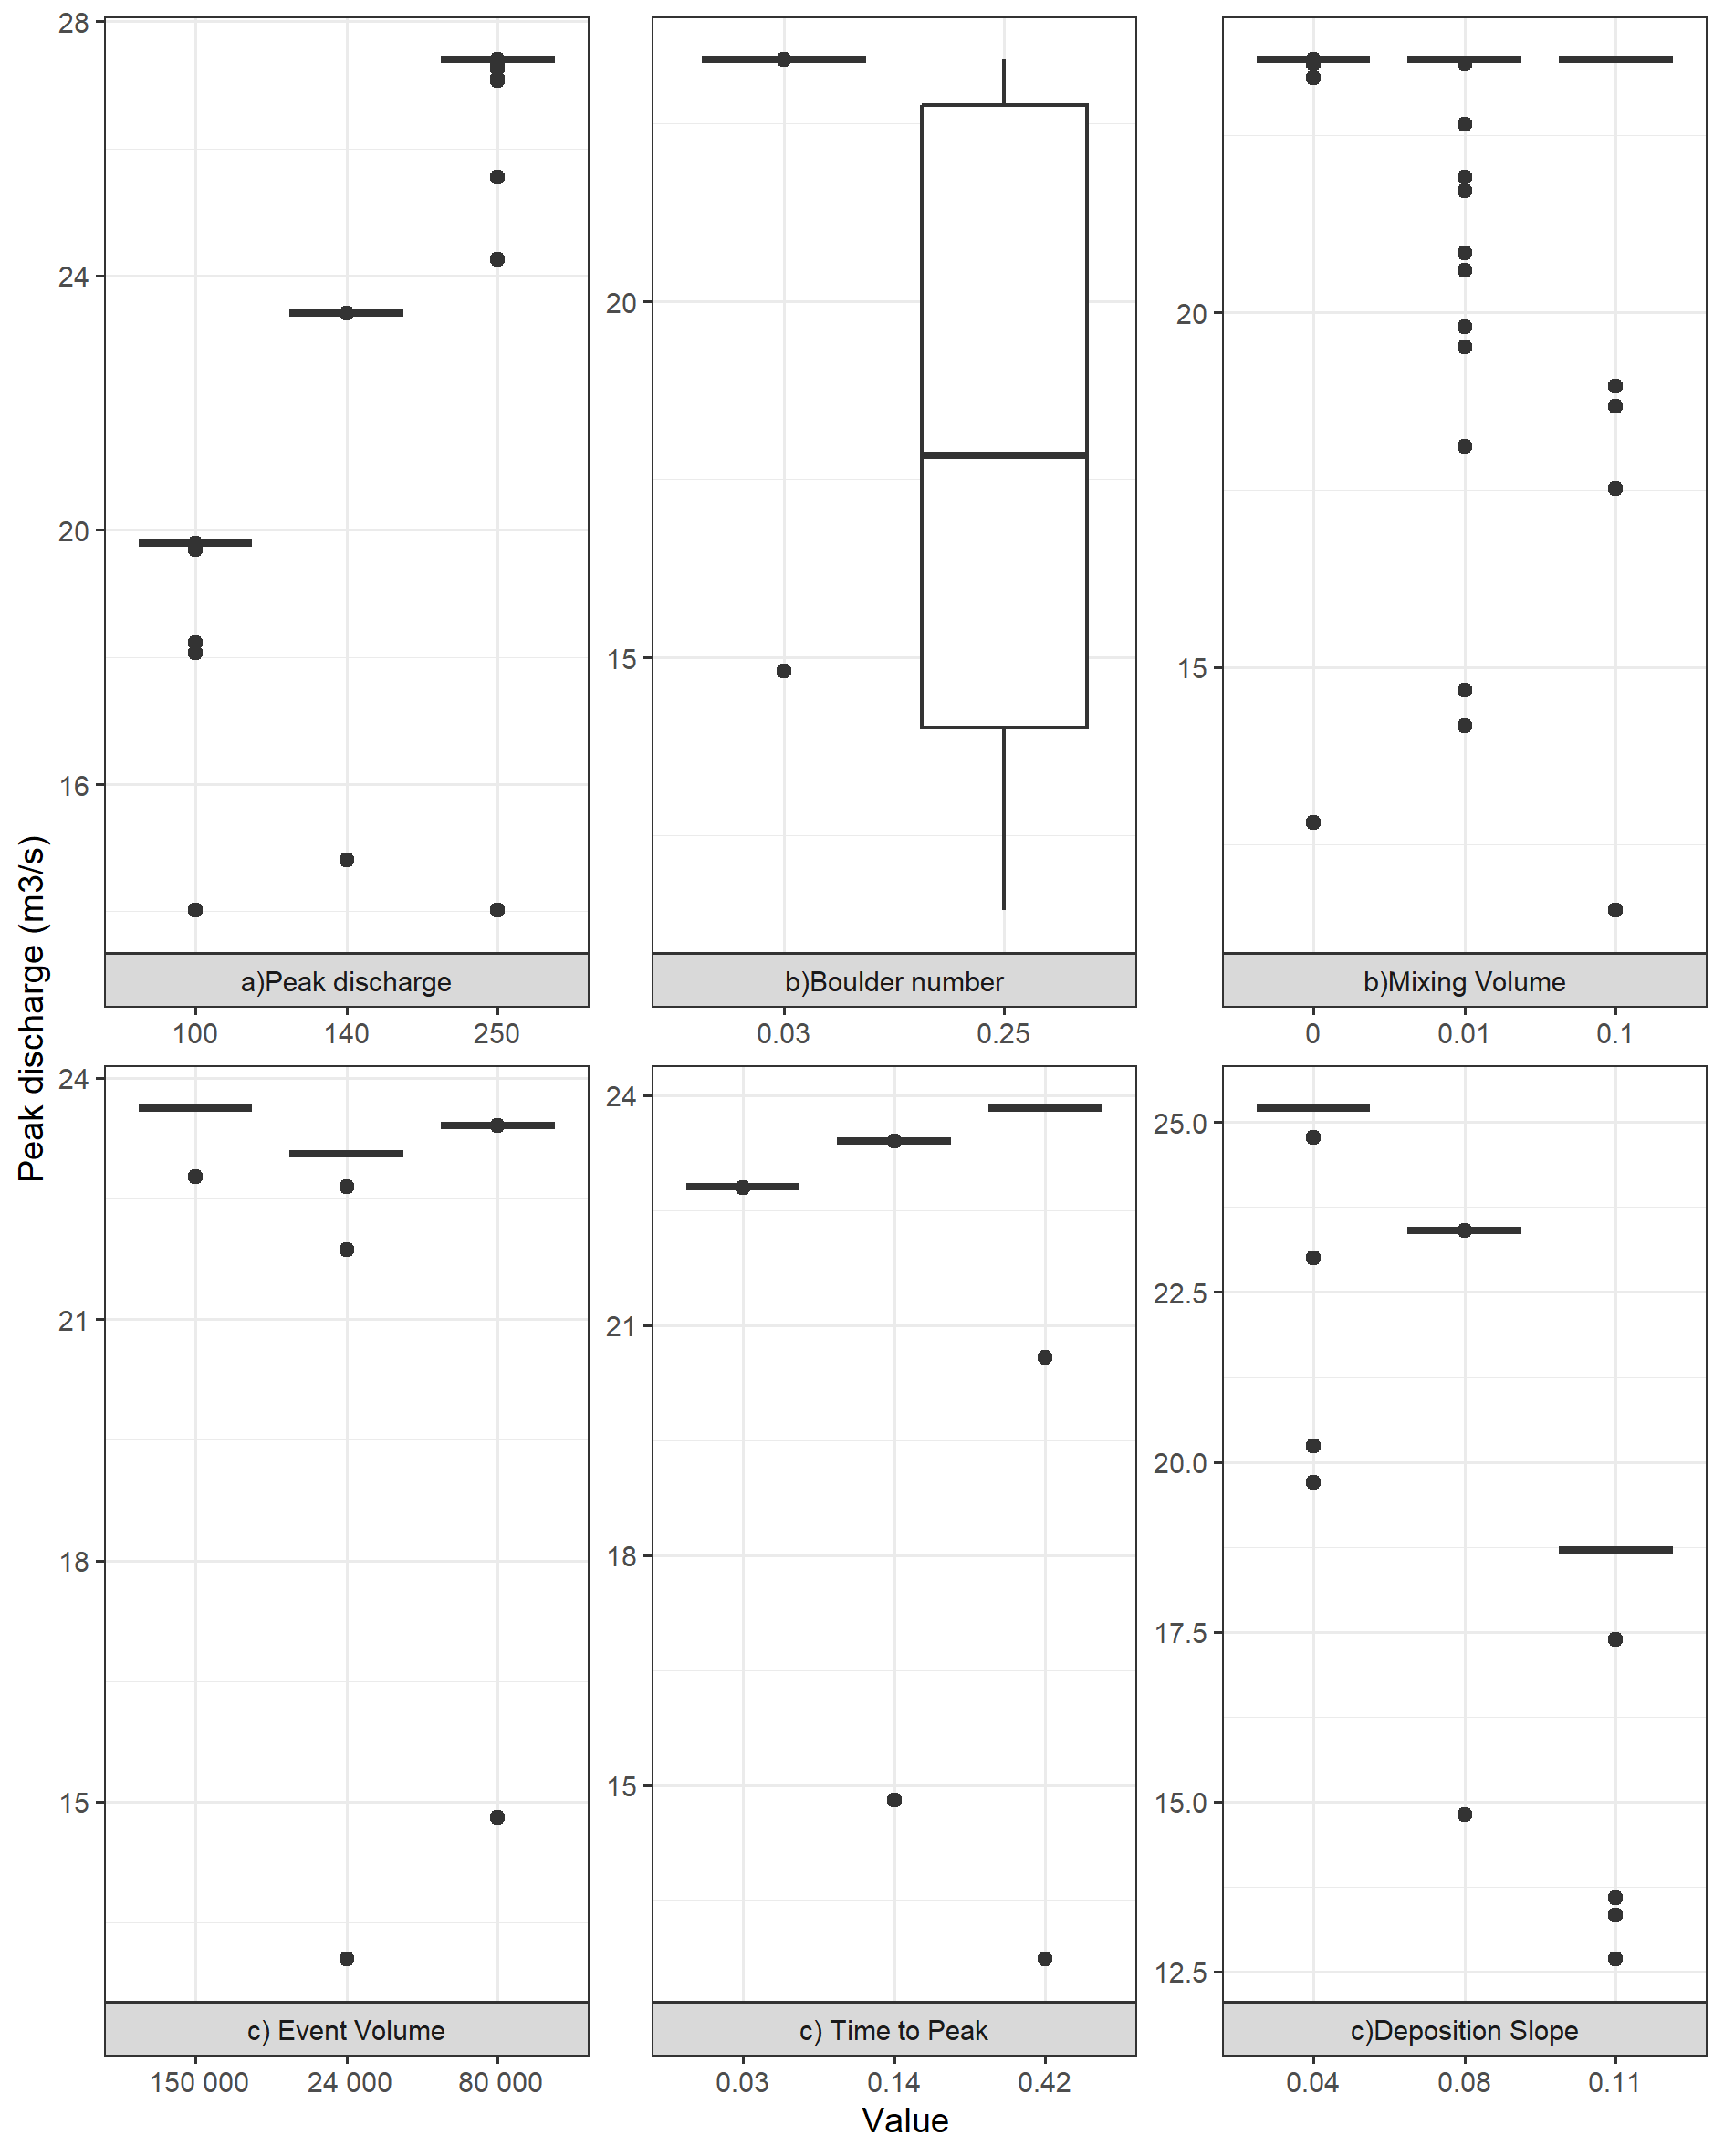 Peak discharge (m3/s)
28
24
20
16
a)Peak discharge
100 140 250
20
15
b)Boulder number
0.03 0.25
20
15
b)Mixing Volume
0 0.01 0.1
24
21
18
15
c) Event Volume
150 000 24 000 80 000
24
21
18
15
c) Time to Peak
0.03 0.14 0.42
25.0
22.5
20.0
17.5
15.0
12.5
c)Deposition Slope
0.04 0.08 0.11
Value